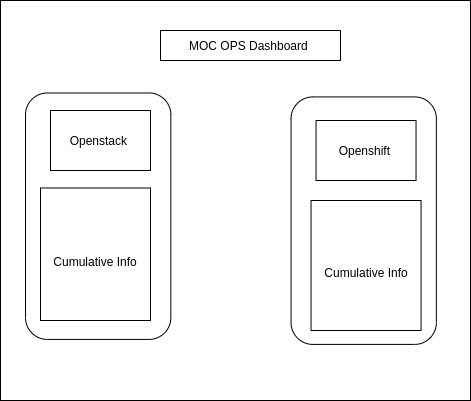 MOC OPS Dashboard
Openstack
Cumulative Info
Openshift
Cumulative Info